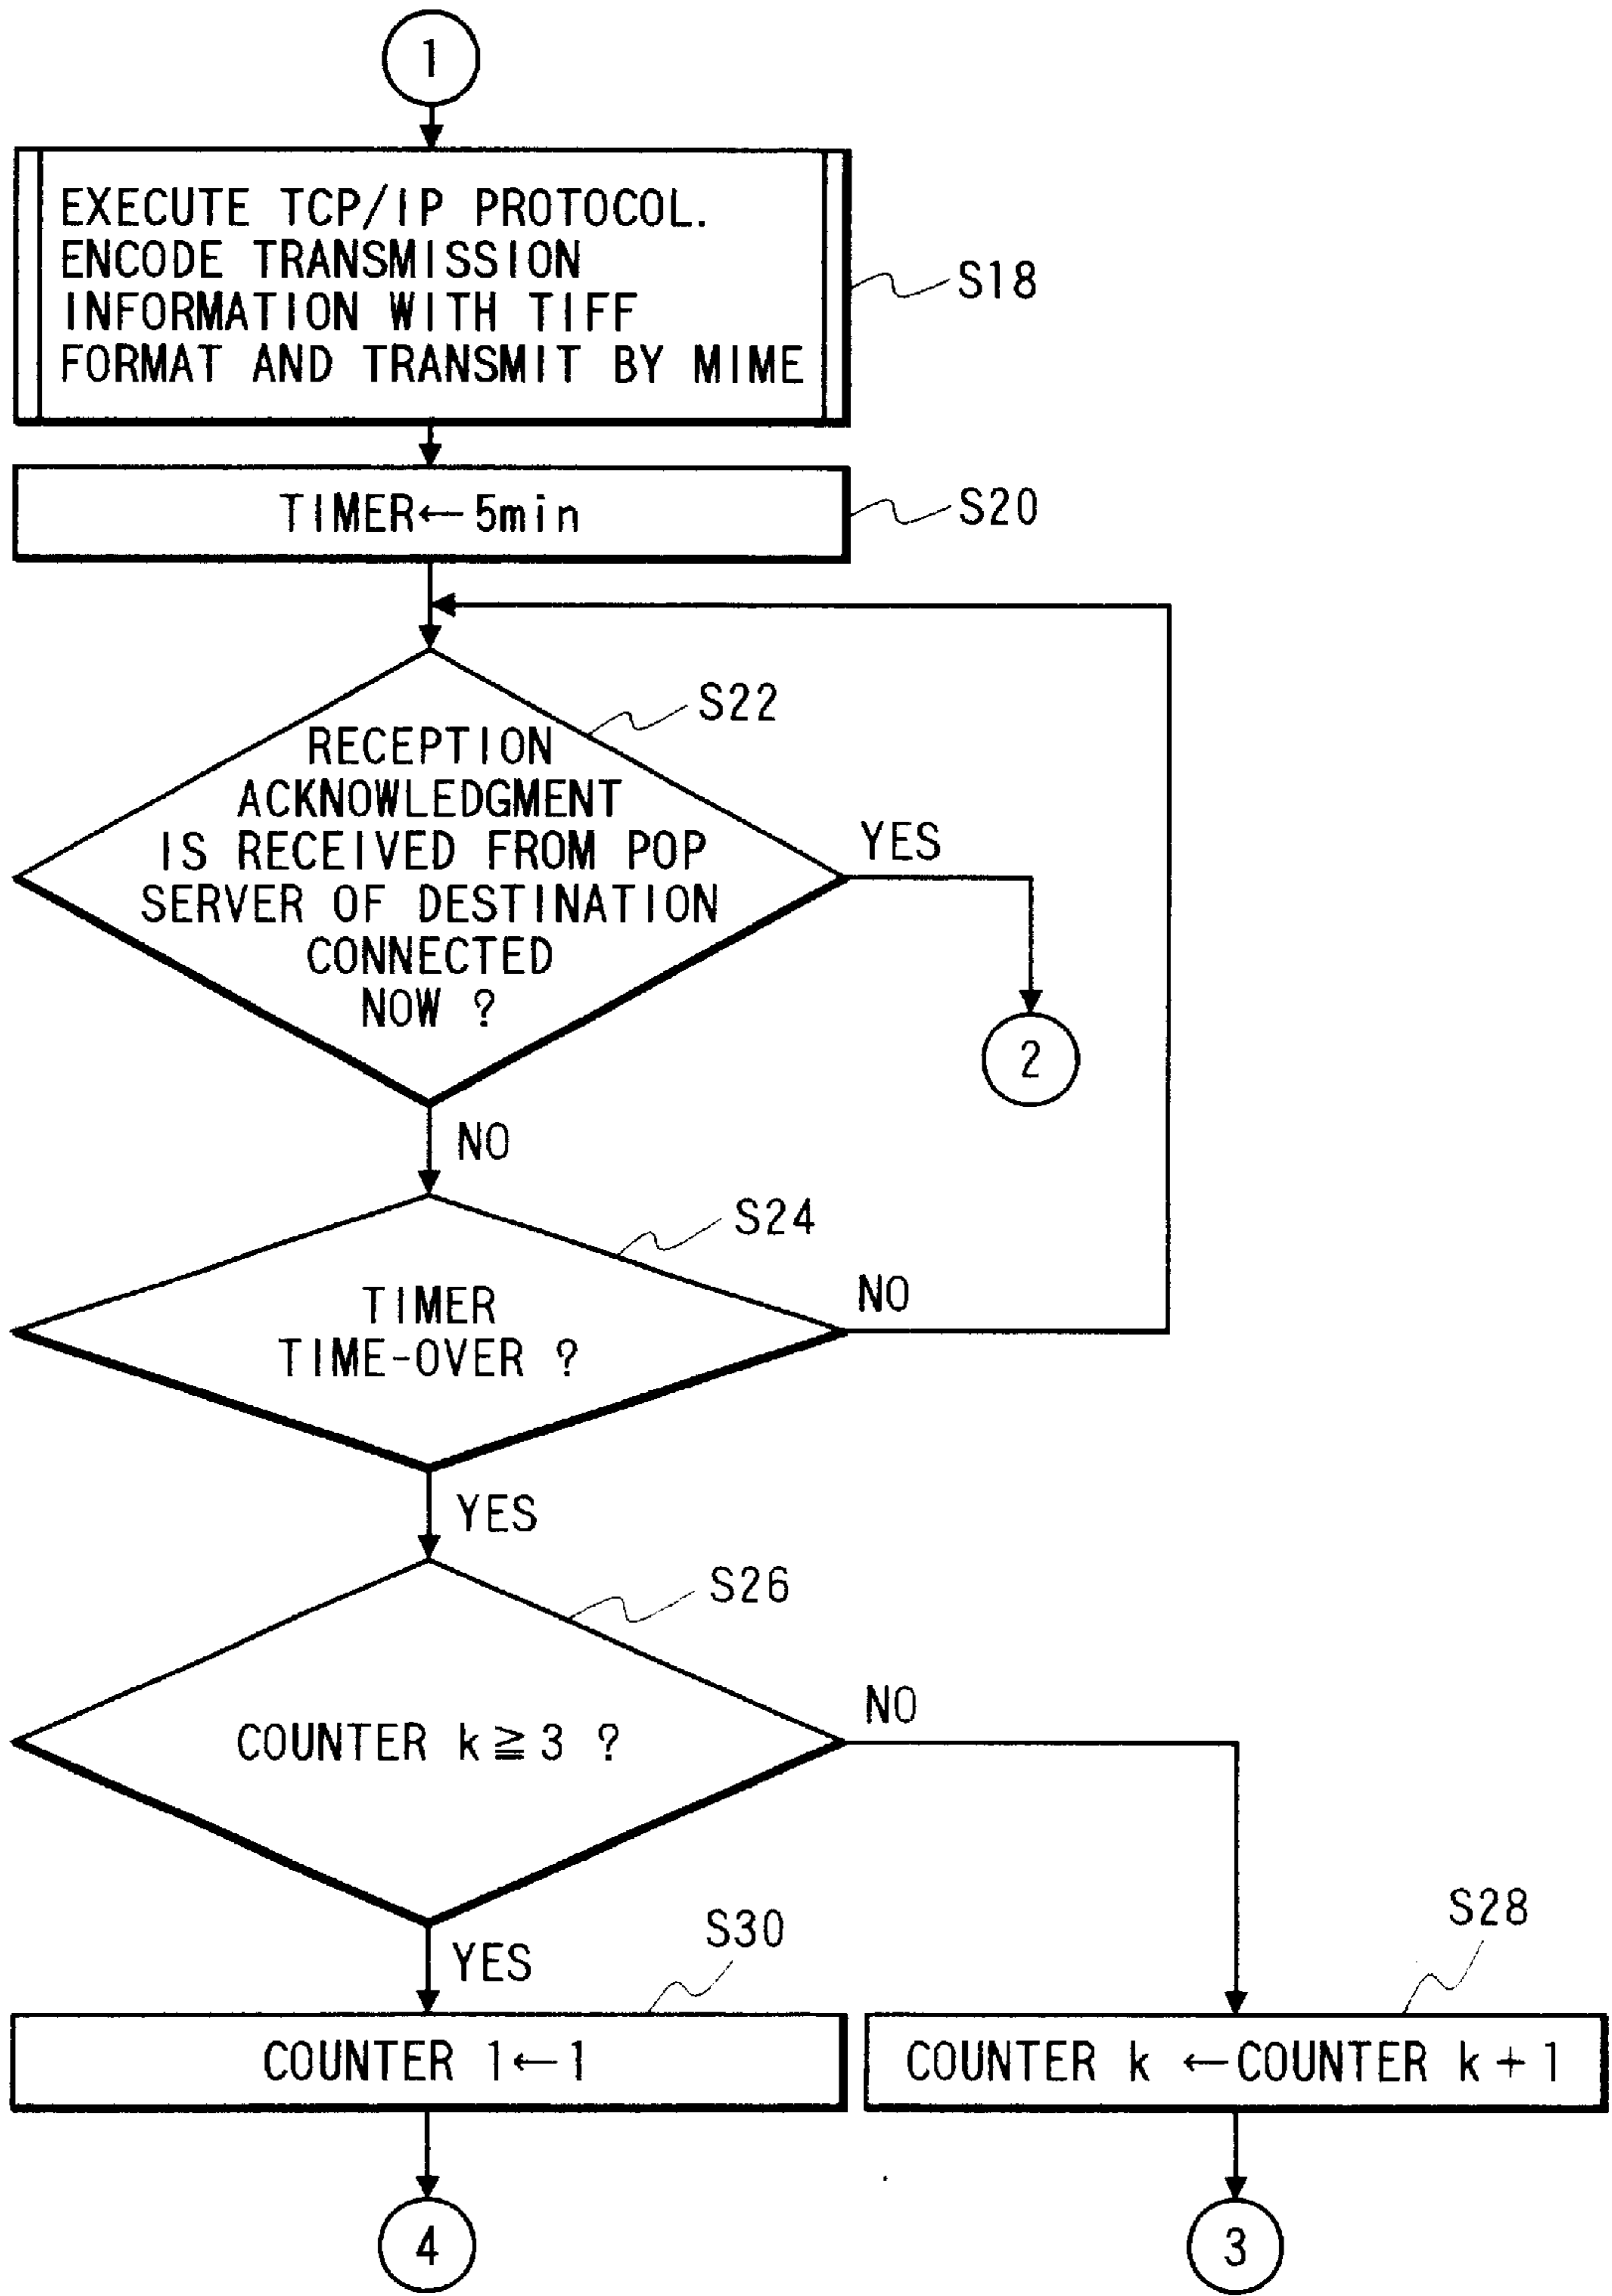 1
EXECUTE TCP/IP PROTOCOL.
ENCODE TRANSMISSION
INFORMATION WITH TIFF
FORMAT AND TRANSMIT BY MIME
S18
TIMER←5min
S20
S22
RECEPTION
ACKNOWLEDGMENT
IS RECEIVED FROM POP
SERVER OF DESTINATION
CONNECTED
NOW ?
YES
2
NO
S24
TIMER
TIME-OVER ?
NO
YES
S26
COUNTER k≧3 ?
NO
YES
S30
S28
COUNTER 1←1
COUNTER k ←COUNTER k+1
4
3